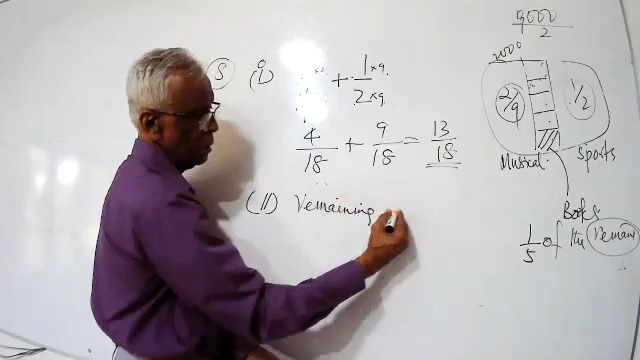 5 (i) + 1 ×9 / 2 ×9
4/18 + 9/18 = 13/18
(II) Remaining
9000/2
2000
2/9 1/2
Musical Sports
Books
1/5 of the Remain